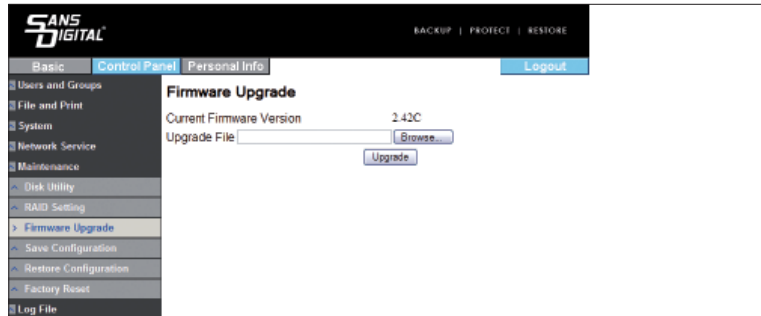 SANS
DIGITAL
BACKUP | PROTECT | RESTORE
Basic Control Panel Personal Info Logout
Users and Groups
File and Print
System
Network Service
Maintenance
Disk Utility
RAID Setting
Firmware Upgrade
Save Configuration
Restore Configuration
Factory Reset
Log File
Firmware Upgrade
Current Firmware Version 2.42C
Upgrade File Browse...
Upgrade